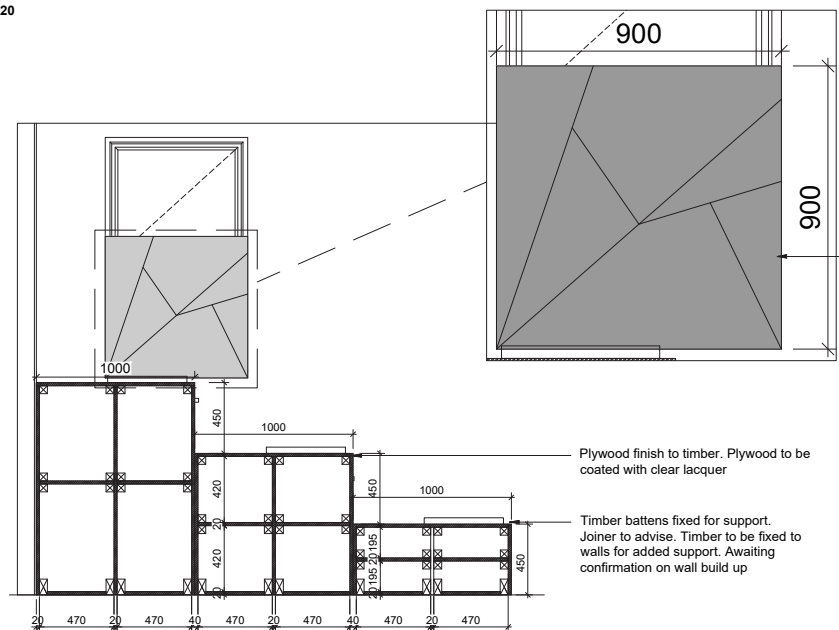 20
900
900
1000
450
1000
450
1000
Plywood finish to timber. Plywood to be
coated with clear lacquer
Timber battens fixed for support.
Joiner to advise. Timber to be fixed to
walls for added support. Awaiting
confirmation on wall build up
420
20
420
20
195
20
195
20
450
20 470 20 470 40 470 20 470 40 470 20 470